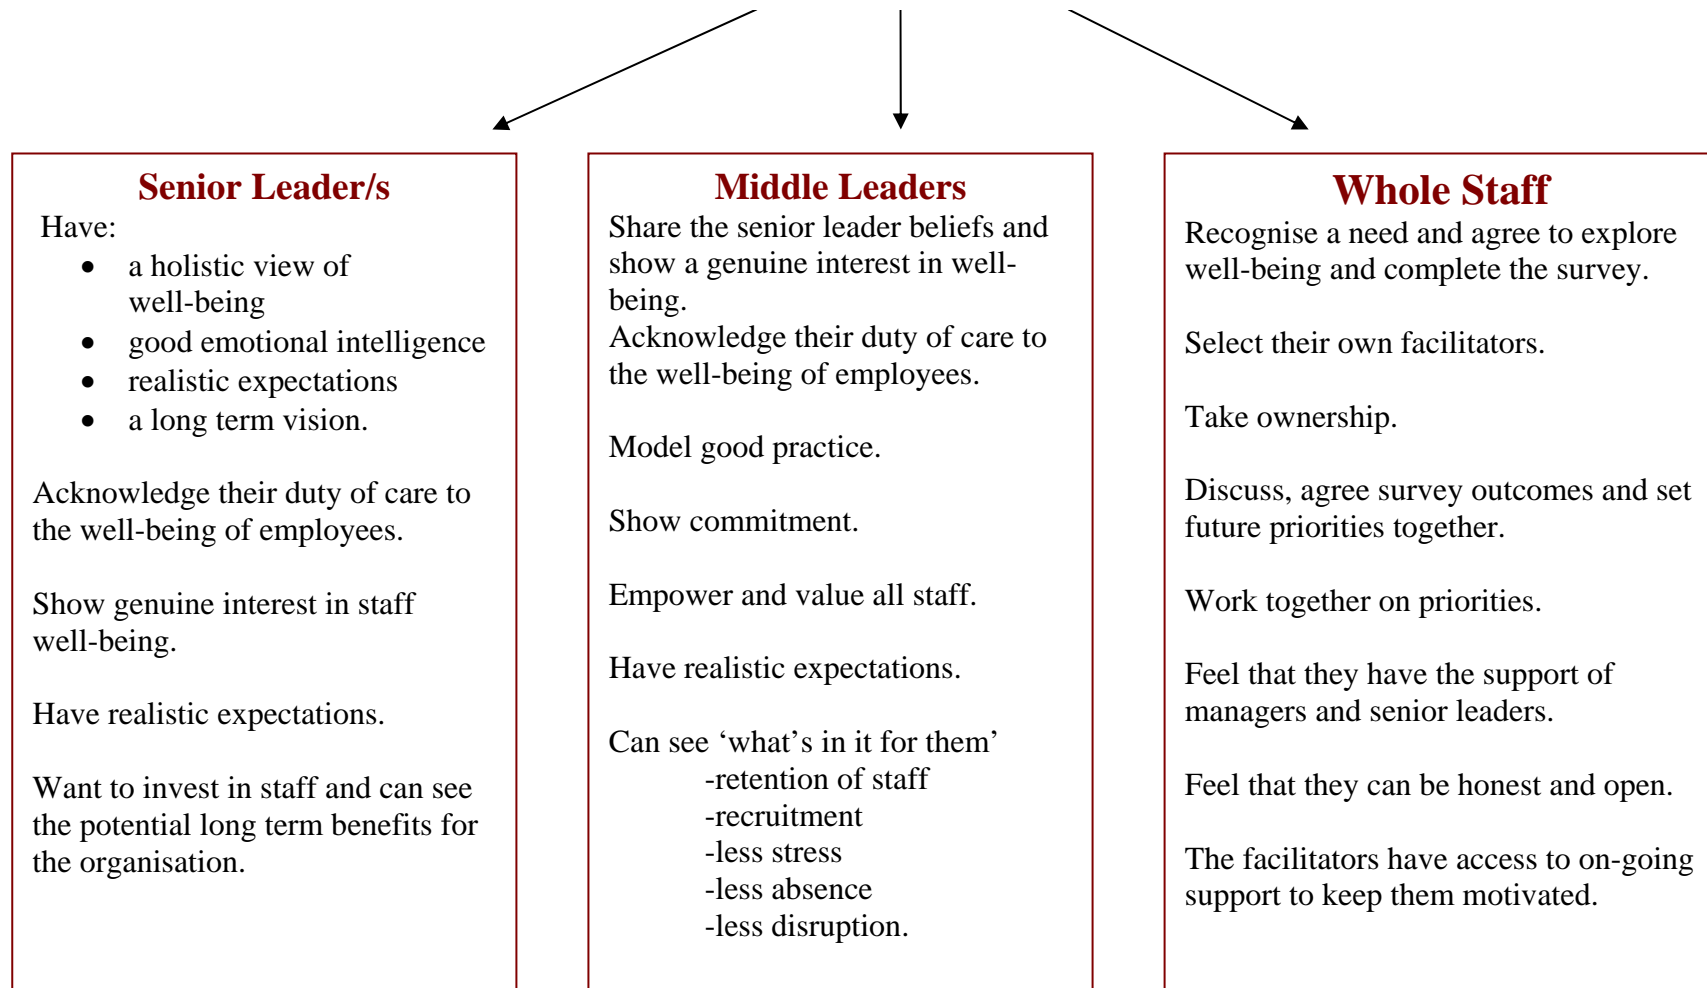 Senior Leader/s
Have:
• a holistic view of
well-being
• good emotional intelligence
• realistic expectations
• a long term vision.
Acknowledge their duty of care to
the well-being of employees.
Show genuine interest in staff
well-being.
Have realistic expectations.
Want to invest in staff and can see
the potential long term benefits for
the organisation.
Middle Leaders
Share the senior leader beliefs and
show a genuine interest in well-
being.
Acknowledge their duty of care to
the well-being of employees.
Model good practice.
Show commitment.
Empower and value all staff.
Have realistic expectations.
Can see ‘what’s in it for them’
-retention of staff
-recruitment
-less stress
-less absence
-less disruption.
Whole Staff
Recognise a need and agree to explore
well-being and complete the survey.
Select their own facilitators.
Take ownership.
Discuss, agree survey outcomes and set
future priorities together.
Work together on priorities.
Feel that they have the support of
managers and senior leaders.
Feel that they can be honest and open.
The facilitators have access to on-going
support to keep them motivated.